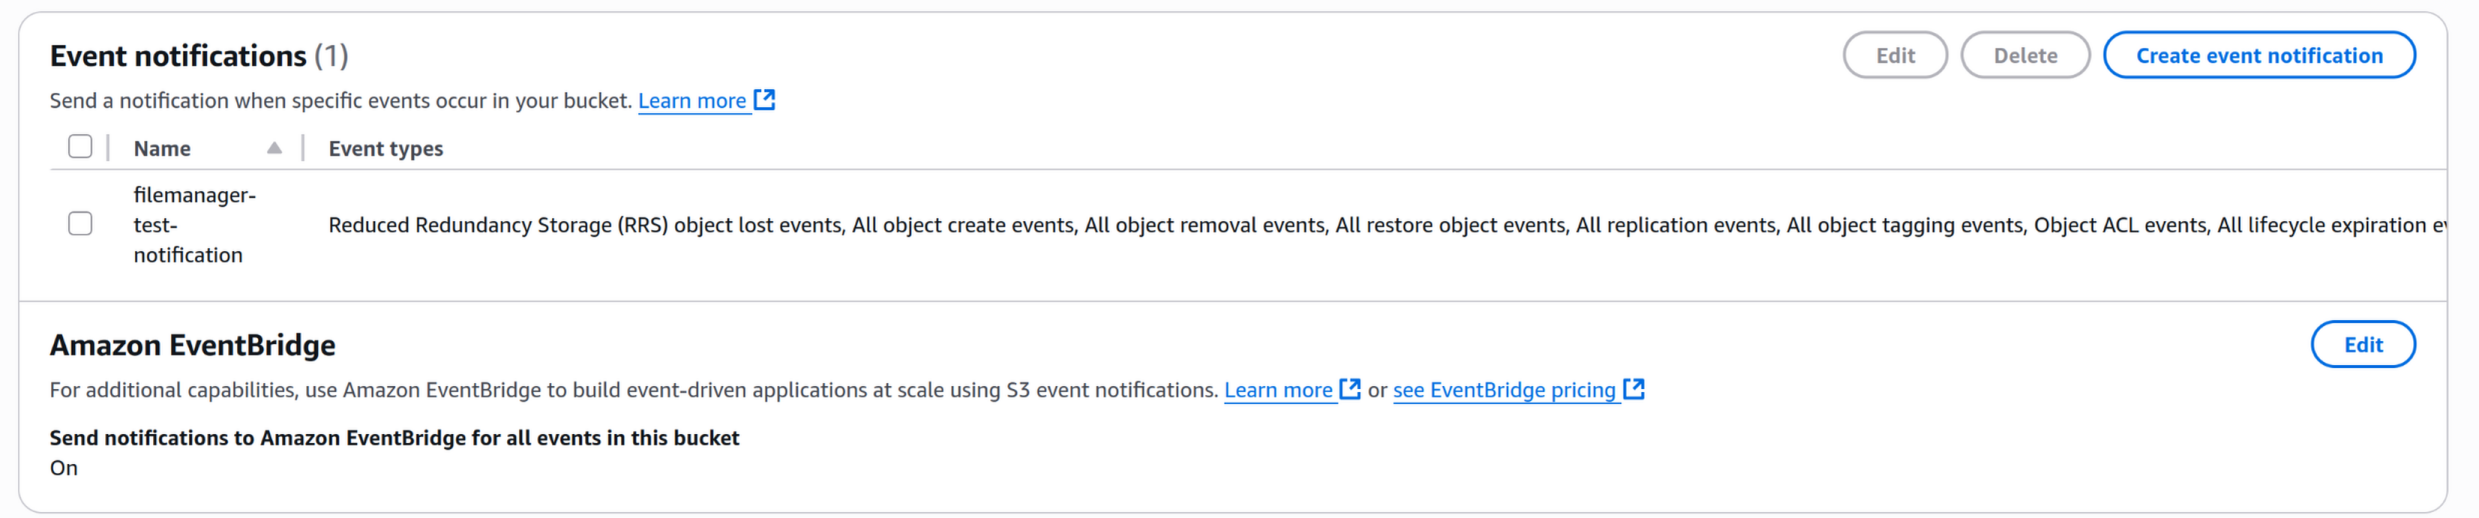 Event notifications (1)
Edit
Delete
Create event notification
Send a notification when specific events occur in your bucket. Learn more
Name
Event types
filemanager-
test-
notification
Reduced Redundancy Storage (RRS) object lost events, All object create events, All object removal events, All restore object events, All replication events, All object tagging events, Object ACL events, All lifecycle expiration
Amazon EventBridge
Edit
For additional capabilities, use Amazon EventBridge to build event-driven applications at scale using S3 event notifications. Learn more or see EventBridge pricing
Send notifications to Amazon EventBridge for all events in this bucket
On